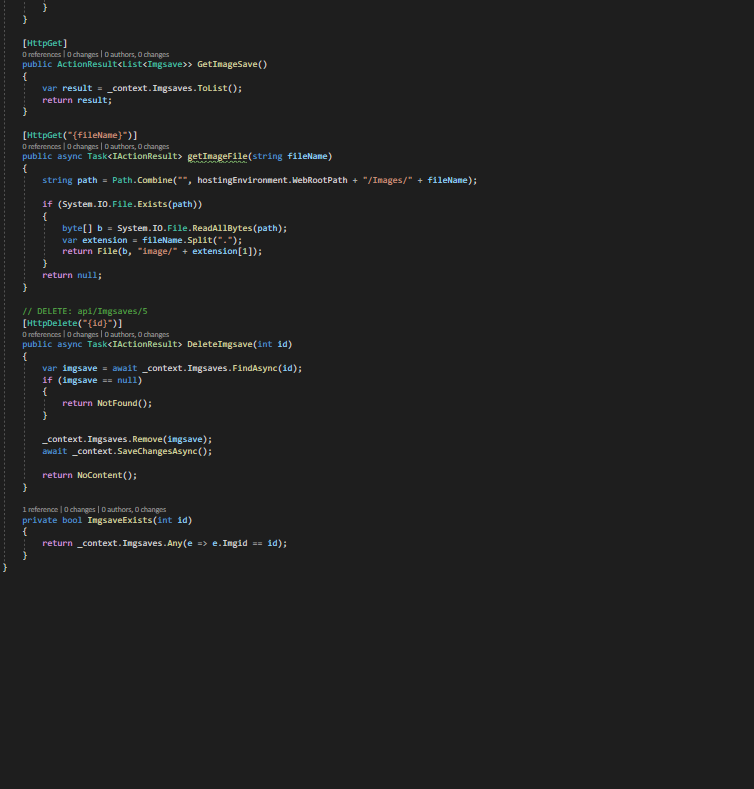 }
}
[HttpGet]
0 references | 0 changes | 0 authors, 0 changes
public ActionResult<List<Imgsave>> GetImageSave()
{
var result = _context.Imgsaves.ToList();
return result;
}
[HttpGet("{fileName}")]
0 references | 0 changes | 0 authors, 0 changes
public async Task<IActionResult> getImageFile(string fileName)
{
string path = Path.Combine("", hostingEnvironment.WebRootPath + "/Images/" + fileName);
if (System.IO.File.Exists(path))
{
byte[] b = System.IO.File.ReadAllBytes(path);
var extension = fileName.Split(".");
return File(b, "image/" + extension[1]);
}
return null;
}
// DELETE: api/Imgsaves/5
[HttpDelete("{id}")]
0 references | 0 changes | 0 authors, 0 changes
public async Task<IActionResult> DeleteImgsave(int id)
{
var imgsave = await _context.Imgsaves.FindAsync(id);
if (imgsave == null)
{
return NotFound();
}
_context.Imgsaves.Remove(imgsave);
await _context.SaveChangesAsync();
return NoContent();
}
1 reference | 0 changes | 0 authors, 0 changes
private bool ImgsaveExists(int id)
{
return _context.Imgsaves.Any(e => e.Imgid == id);
}
}